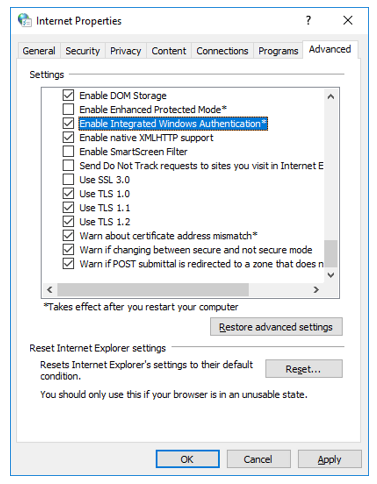 Internet Properties
?
General Security Privacy Content Connections Programs Advanced
Settings
Enable DOM Storage
Enable Enhanced Protected Mode*
Enable Integrated Windows Authentication*
Enable native XMLHTTP support
Enable SmartScreen Filter
Send Do Not Track requests to sites you visit in Internet E
Use SSL 3.0
Use TLS 1.0
Use TLS 1.1
Use TLS 1.2
Warn about certificate address mismatch*
Warn if changing between secure and not secure mode
Warn if POST submittal is redirected to a zone that does n
*Takes effect after you restart your computer
Restore advanced settings
Reset Internet Explorer settings
Resets Internet Explorer's settings to their default
condition.
Reset...
You should only use this if your browser is in an unusable state.
OK Cancel Apply